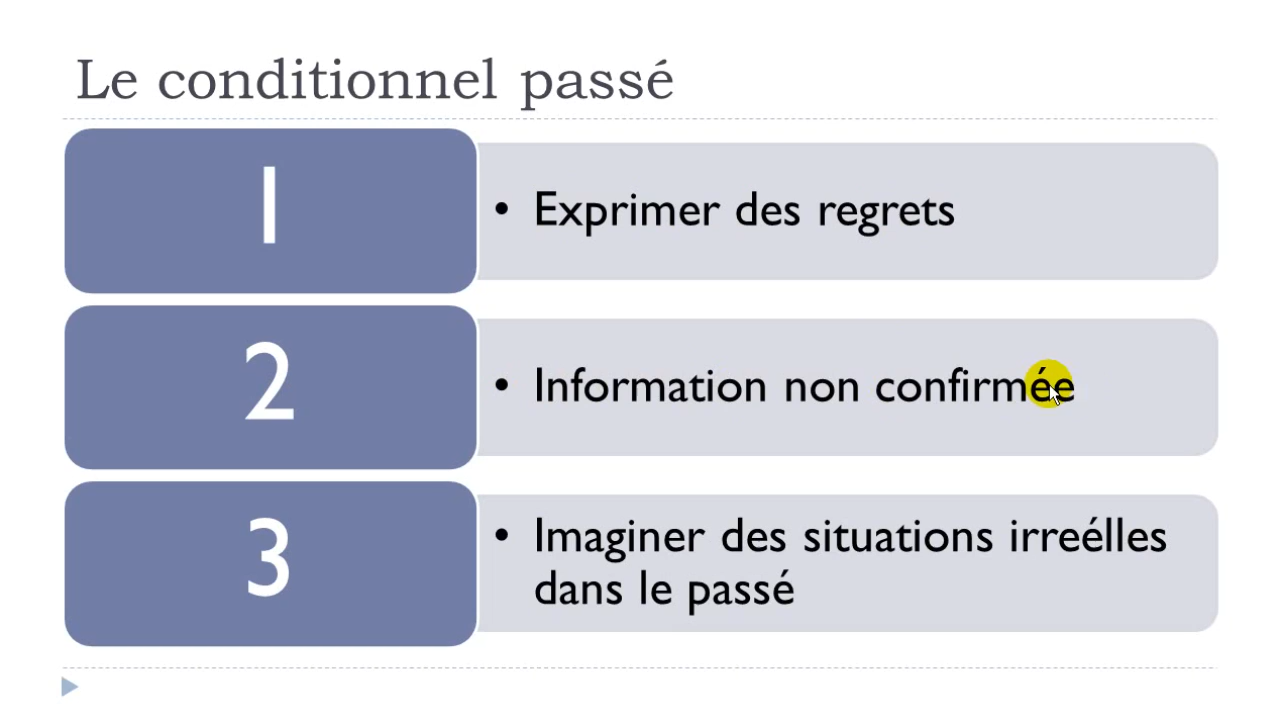 Le conditionnel passé
1
• Exprimer des regrets
2
• Information non confirmée
3
• Imaginer des situations irreélles
dans le passé